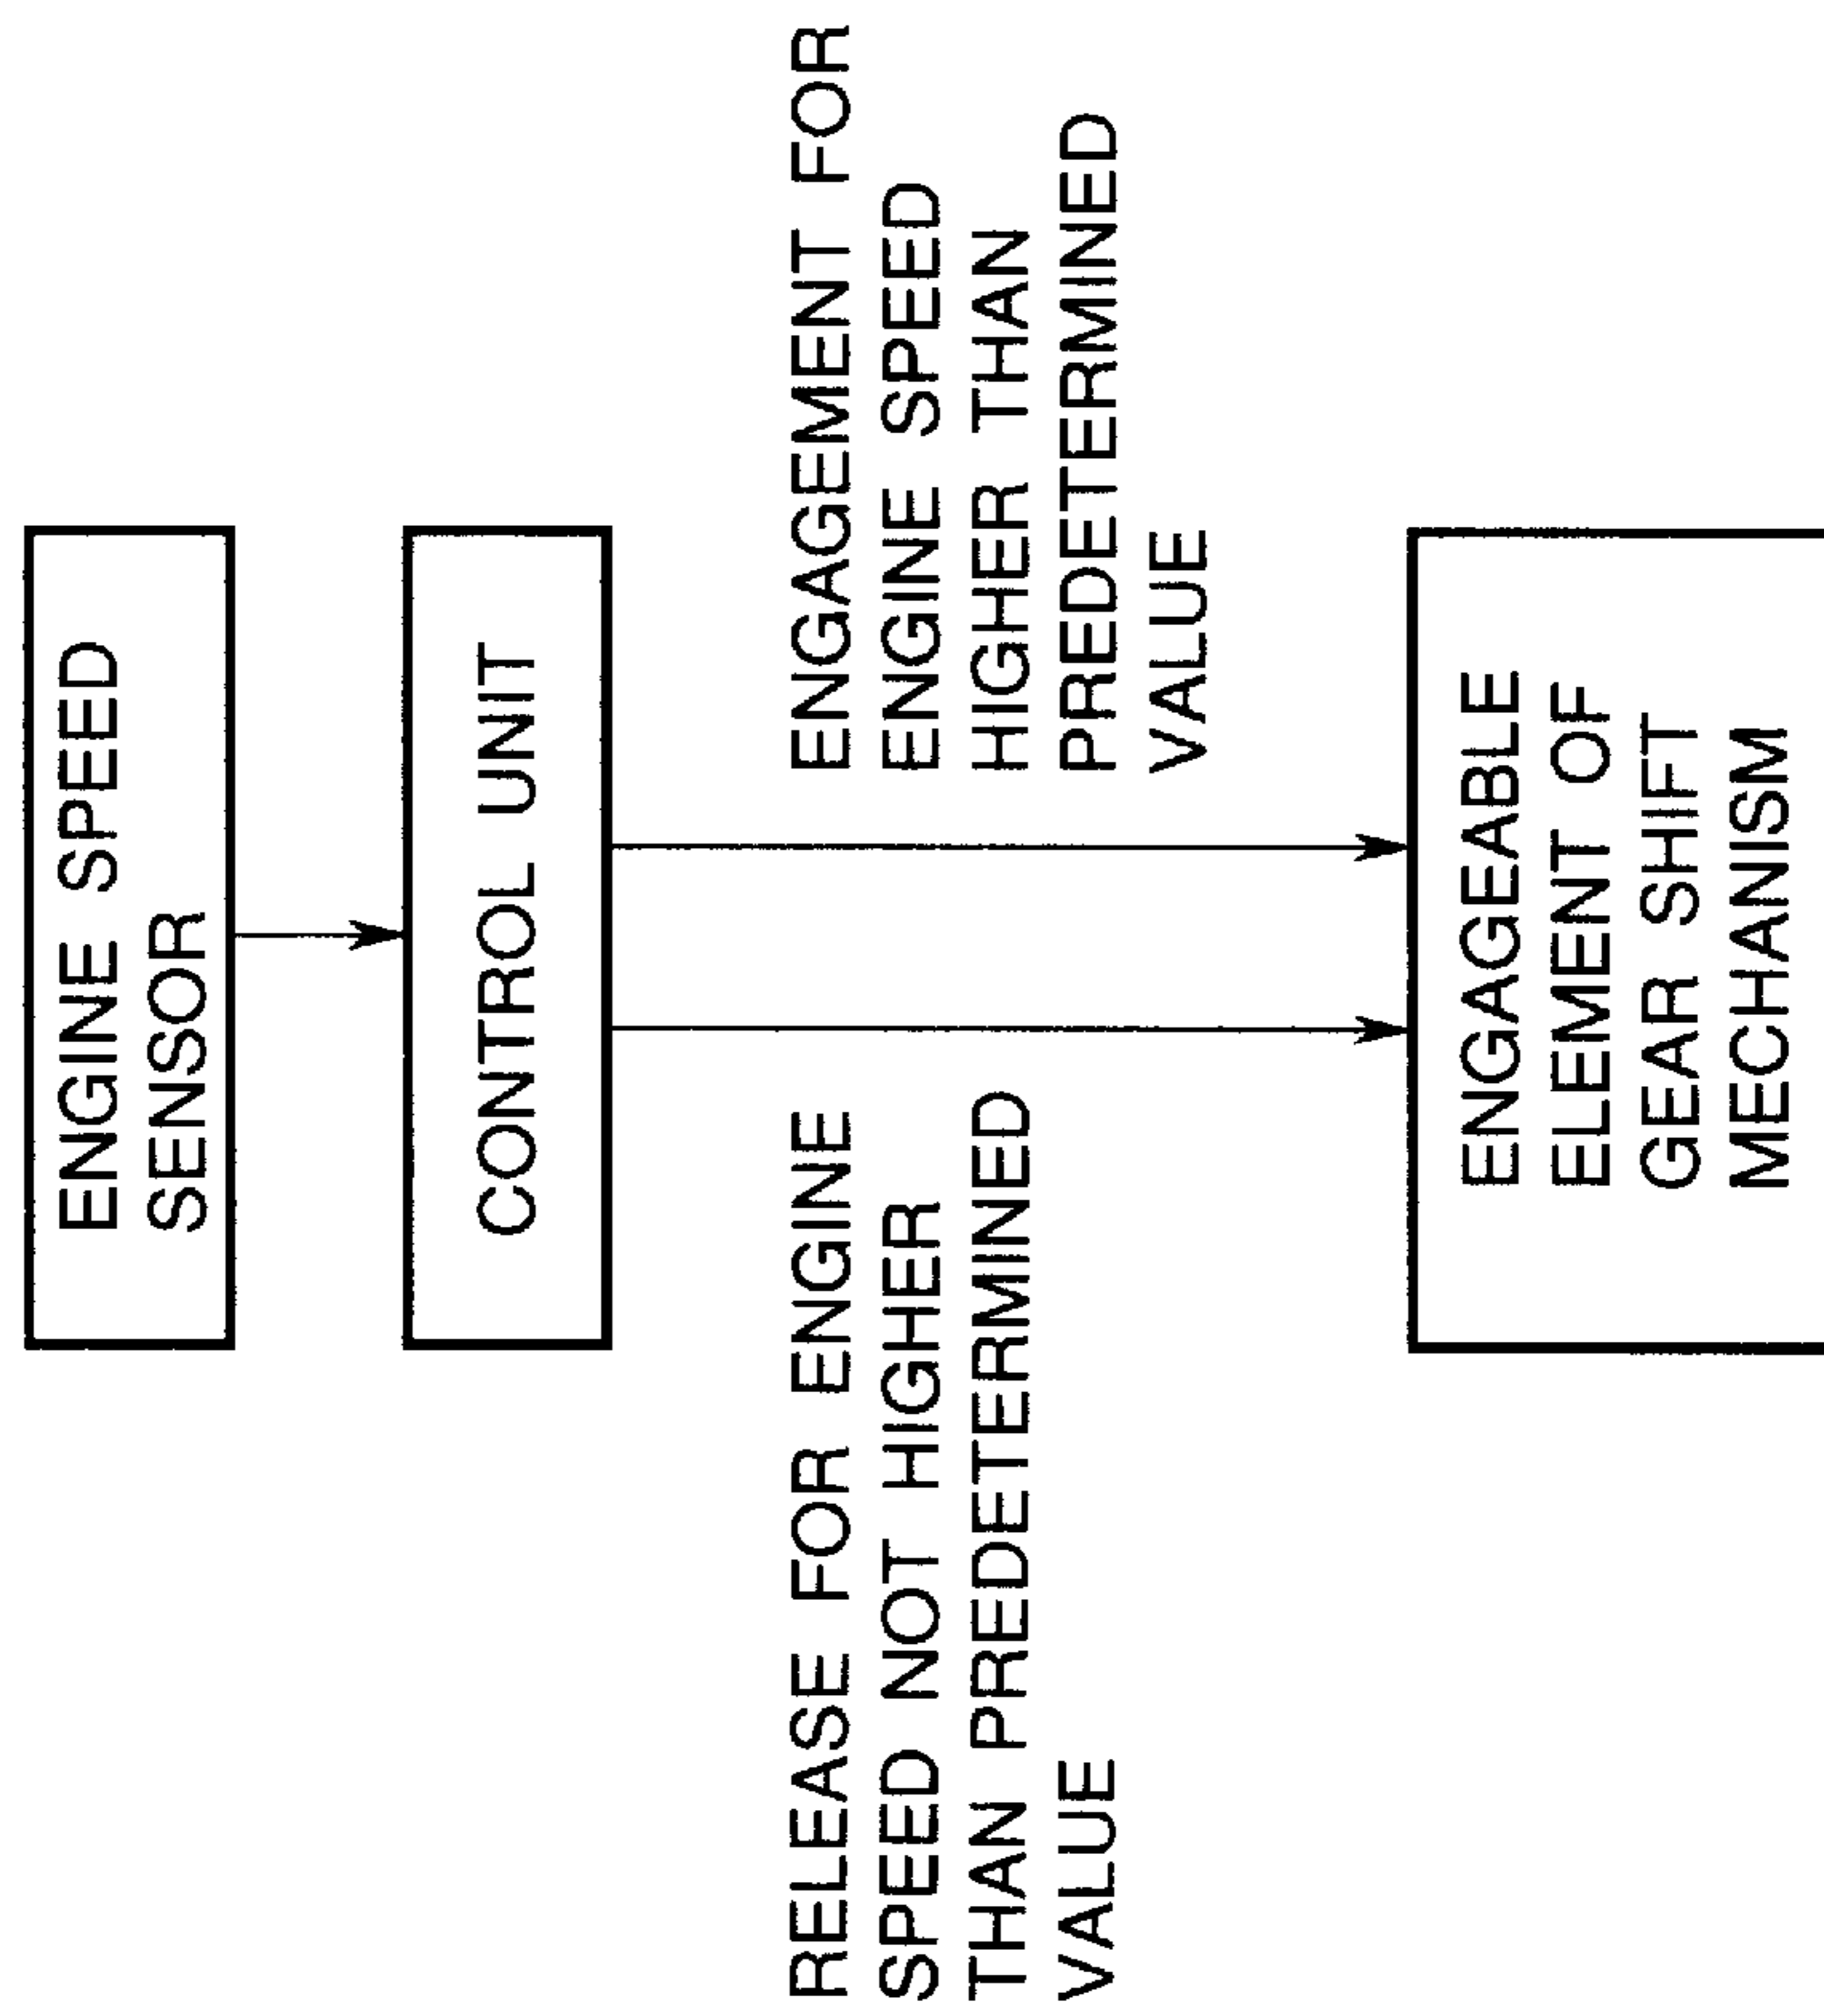 ENGINE SPEED
SENSOR
CONTROL UNIT
RELEASE FOR ENGINE
SPEED NOT HIGHER
THAN PREDETERMINED
VALUE
ENGAGEMENT FOR
ENGINE SPEED
HIGHER THAN
PREDETERMINED
VALUE
ENGAGEABLE
ELEMENT OF
GEAR SHIFT
MECHANISM